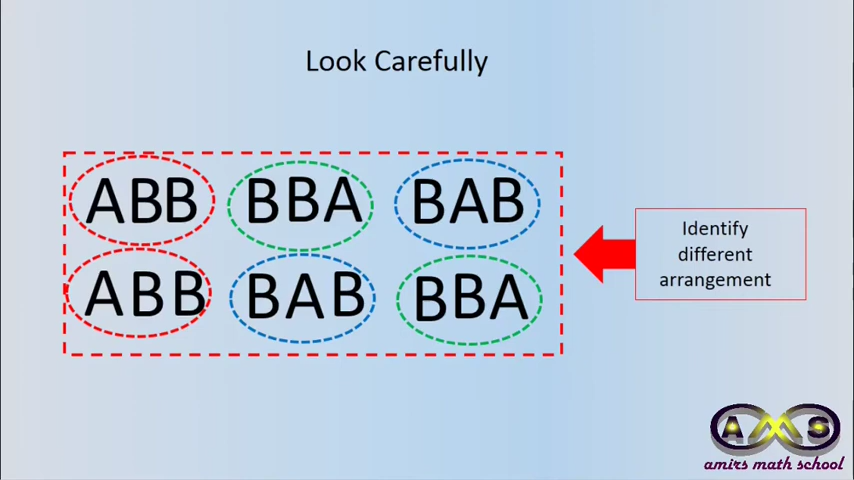 Look Carefully
ABB BBA BAB
ABB BAB BBA
Identify
different
arrangement
AMS
amirs math school